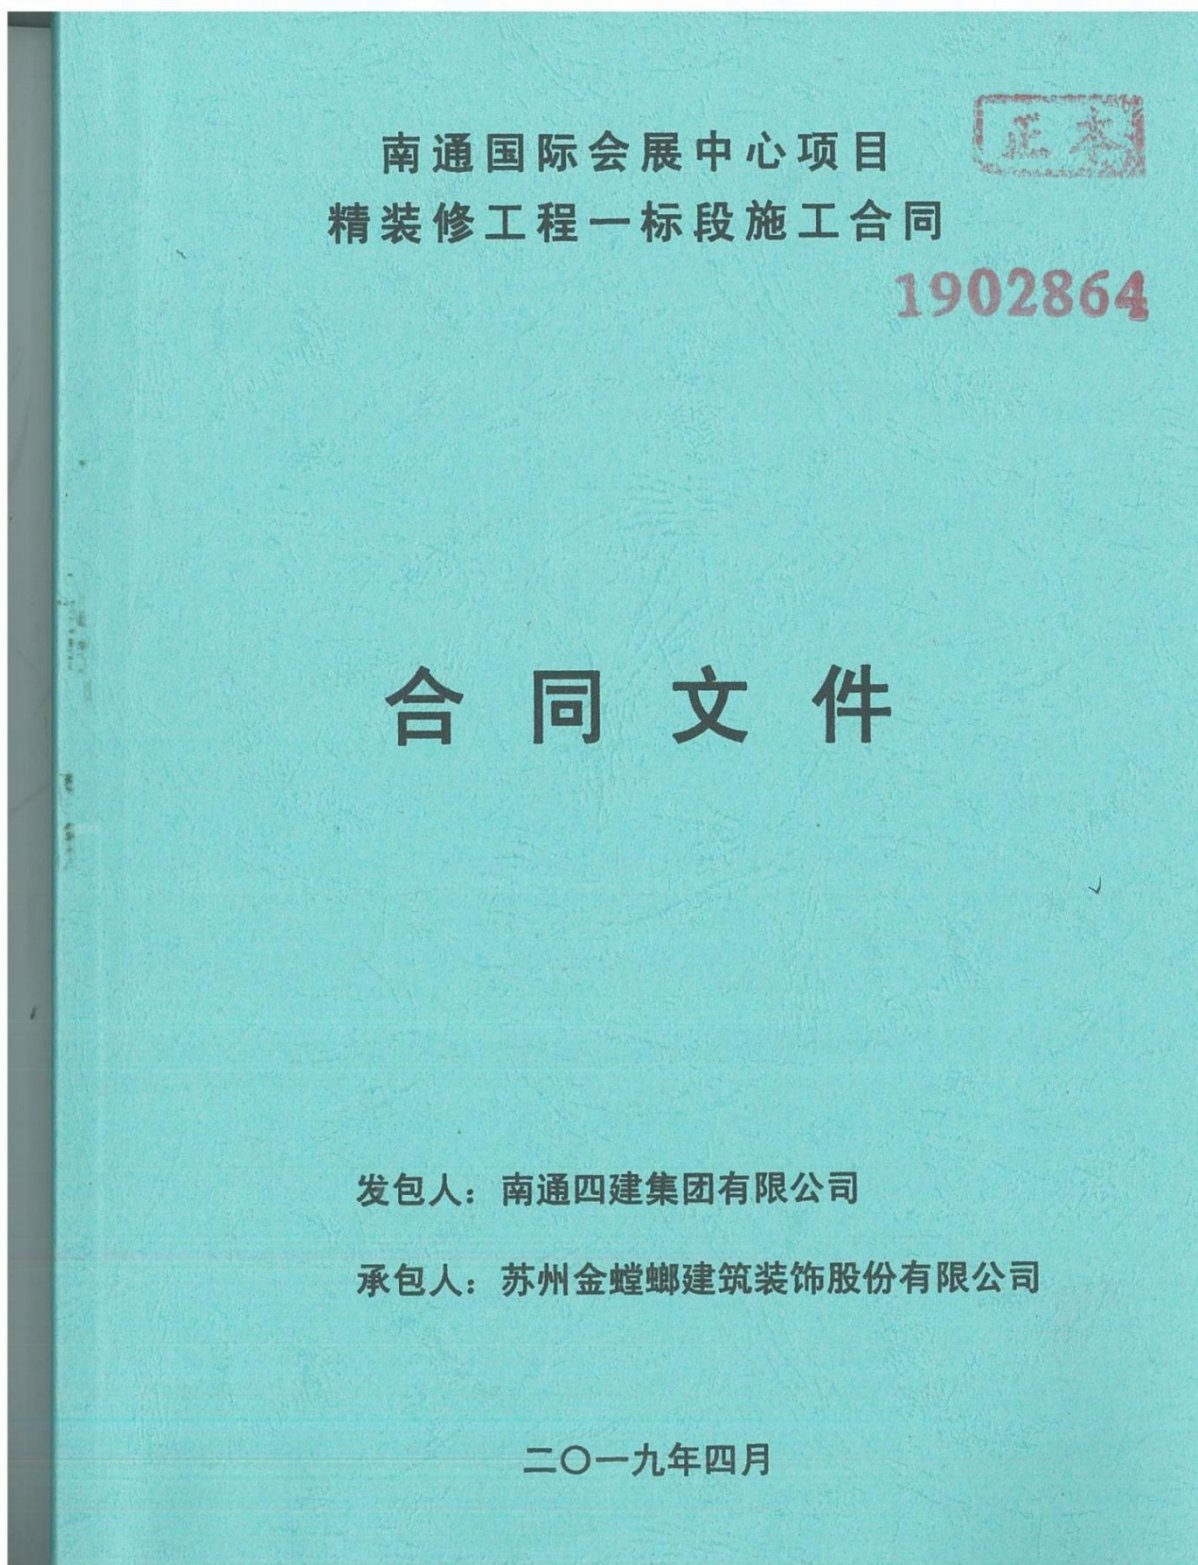 正本
南通国际会展中心项目
精装修工程一标段施工合同
1902864
合同文件
发包人：南通四建集团有限公司
承包人：苏州金螳螂建筑装饰股份有限公司
二〇一九年四月